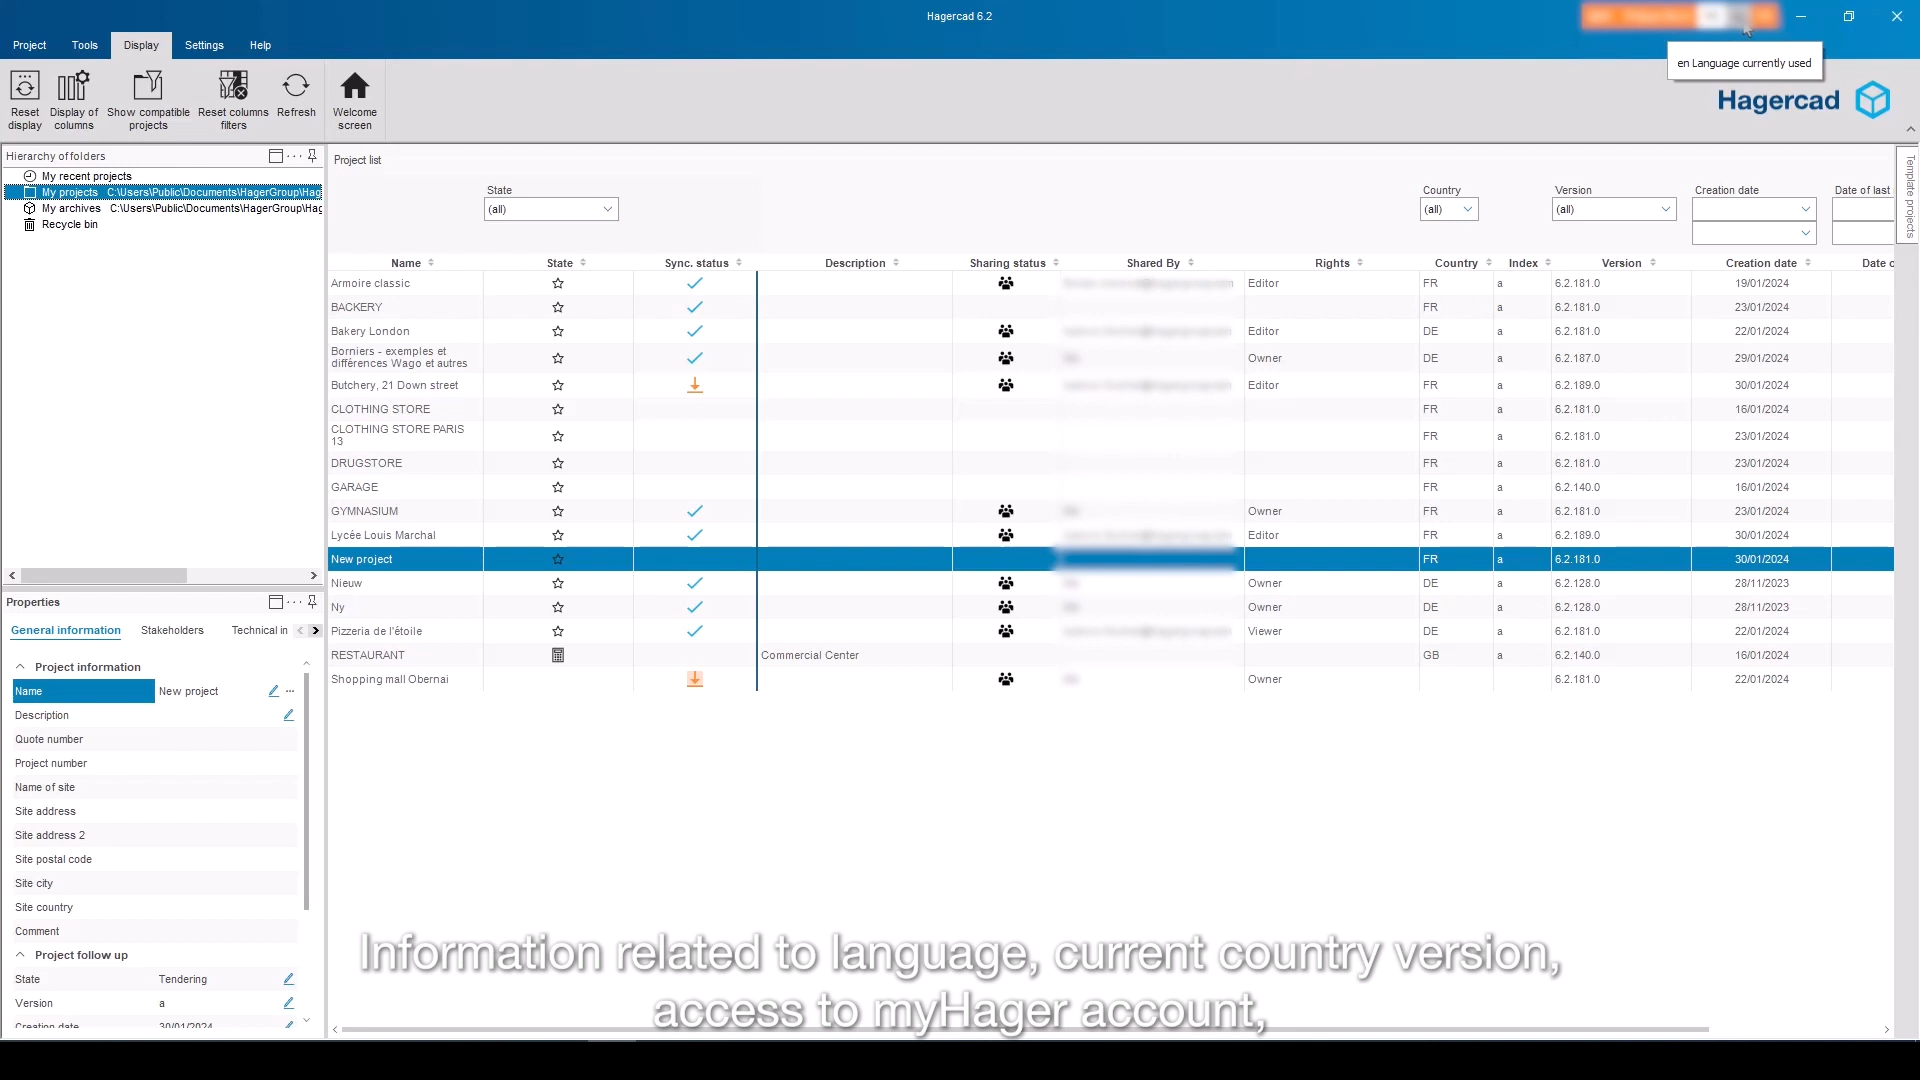 Hagercad 6.2
Project Tools Display Settings Help
en Language currently used
Reset display
Display of columns
Show compatible projects
Reset columns filters
Refresh
Welcome screen
Hagercad
Hierarchy of folders
My recent projects
My projects C:\Users\Public\Documents\HagerGroup\Hag
My archives C:\Users\Public\Documents\HagerGroup\Hag
Recycle bin
Project list
Template projects
State Country Version Creation date Date of last
(all) (all) (all)
Name State Sync. status Description Sharing status Shared By Rights Country Index Version Creation date Date o
Armoire classic Editor FR a 6.2.181.0 19/01/2024
BACKERY FR a 6.2.181.0 23/01/2024
Bakery London Editor DE a 6.2.181.0 22/01/2024
Borniers - exemples et
différences Wago et autres Owner DE a 6.2.187.0 29/01/2024
Butchery, 21 Down street Editor FR a 6.2.189.0 30/01/2024
CLOTHING STORE FR a 6.2.181.0 16/01/2024
CLOTHING STORE PARIS
13 FR a 6.2.181.0 23/01/2024
DRUGSTORE FR a 6.2.181.0 23/01/2024
GARAGE FR a 6.2.140.0 16/01/2024
GYMNASIUM Owner FR a 6.2.181.0 23/01/2024
Lycée Louis Marchal Editor FR a 6.2.189.0 30/01/2024
New project FR a 6.2.181.0 30/01/2024
Nieuw Owner DE a 6.2.128.0 28/11/2023
Ny Owner DE a 6.2.128.0 28/11/2023
Pizzeria de l'étoile Viewer DE a 6.2.181.0 22/01/2024
RESTAURANT Commercial Center GB a 6.2.140.0 16/01/2024
Shopping mall Obernai Owner 6.2.181.0 22/01/2024
Properties
General information Stakeholders Technical in
Project information
Name New project
Description
Quote number
Project number
Name of site
Site address
Site address 2
Site postal code
Site city
Site country
Comment
Project follow up
State Tendering
Version a
Creation date 30/01/2024
Information related to language, current country version,
access to myHager account,